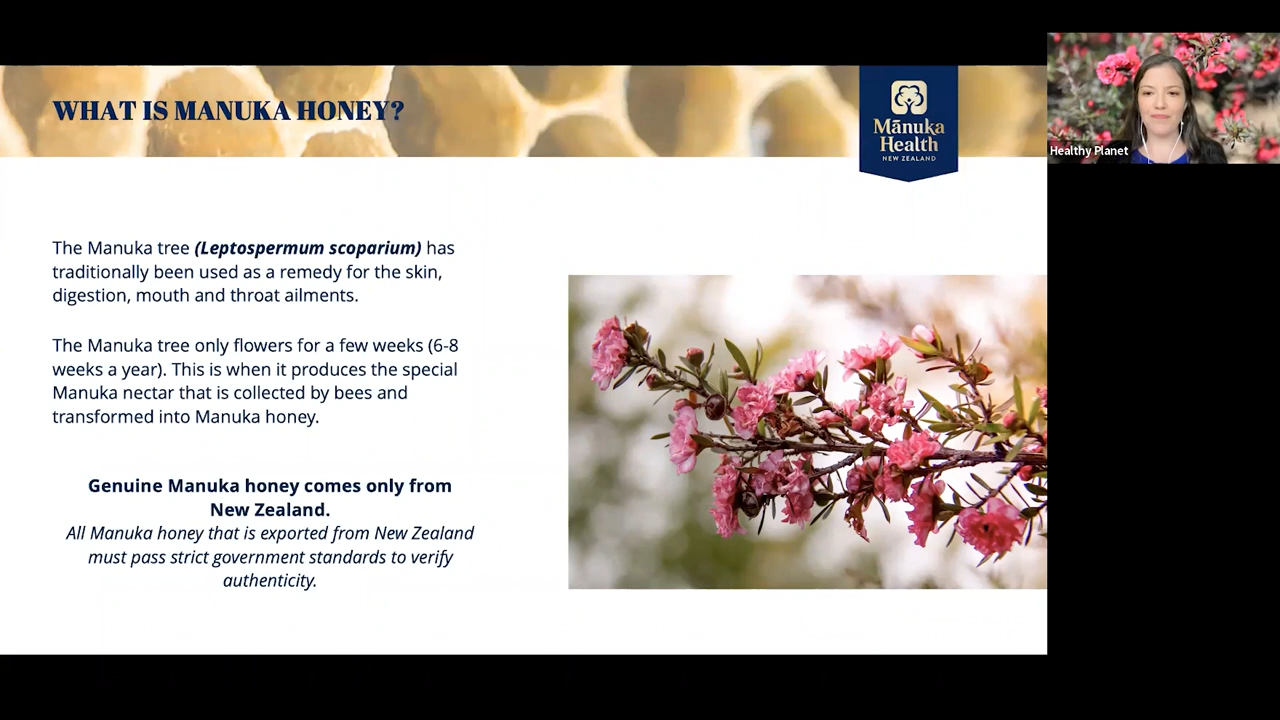 WHAT IS MANUKA HONEY?
Mānuka
Health
NEW ZEALAND
Healthy Planet
The Manuka tree (Leptospermum scoparium) has
traditionally been used as a remedy for the skin,
digestion, mouth and throat ailments.
The Manuka tree only flowers for a few weeks (6-8
weeks a year). This is when it produces the special
Manuka nectar that is collected by bees and
transformed into Manuka honey.
Genuine Manuka honey comes only from
New Zealand.
All Manuka honey that is exported from New Zealand
must pass strict government standards to verify
authenticity.